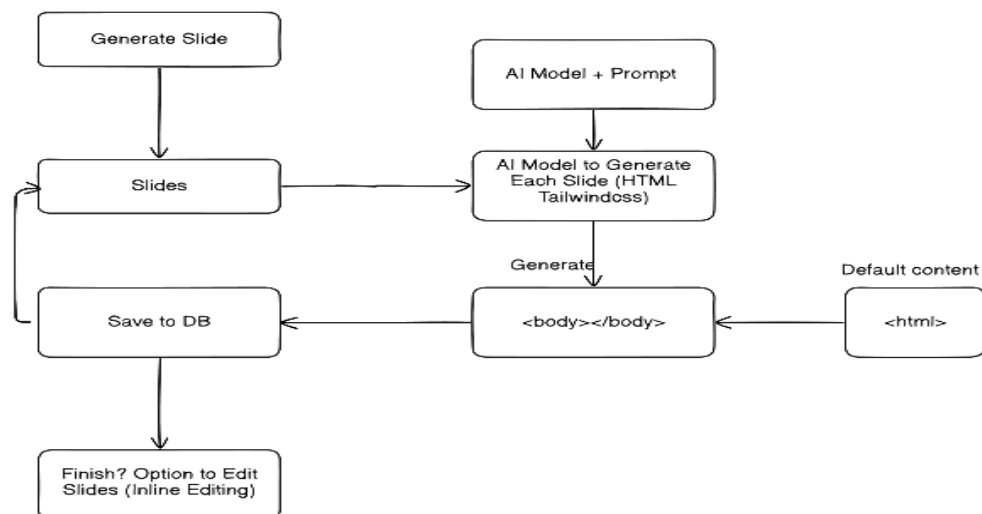 Generate Slide
AI Model + Prompt
Slides
AI Model to Generate
Each Slide (HTML
Tailwindcss)
Generate
Default content
Save to DB
<body></body>
<html>
Finish? Option to Edit
Slides (Inline Editing)